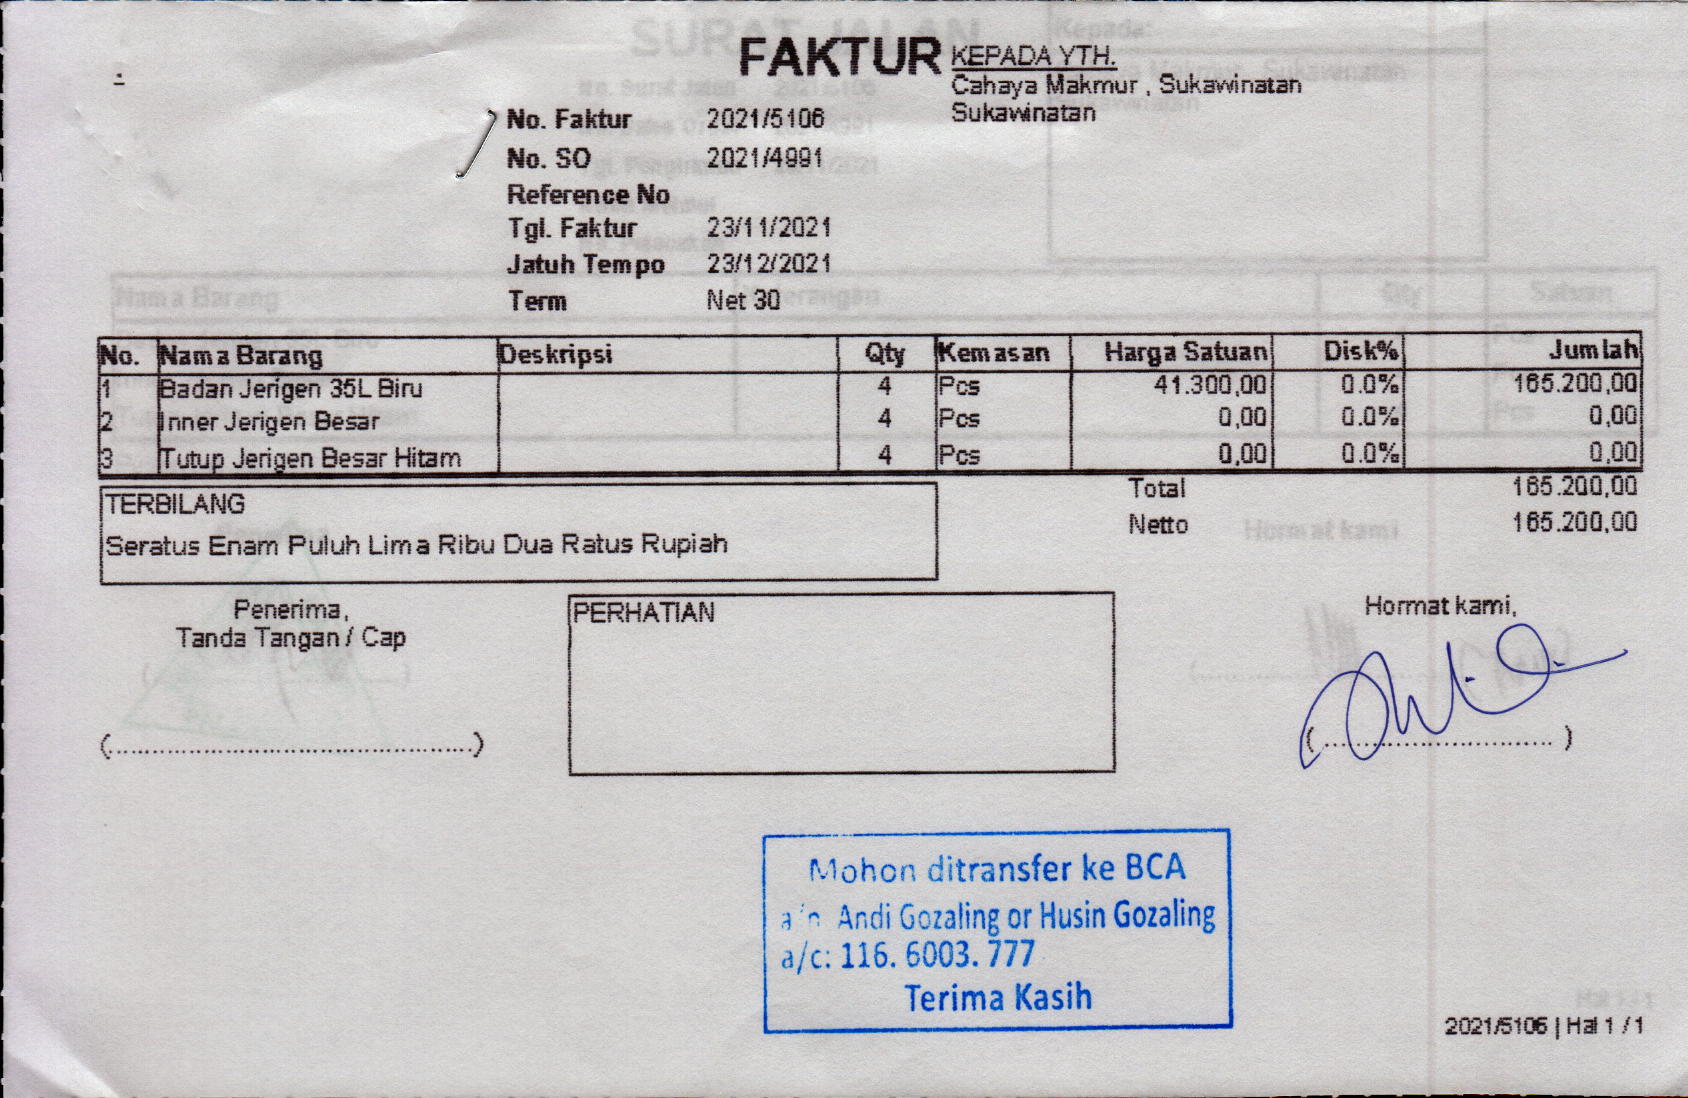 FAKTUR
KEPADA YTH.
Cahaya Makmur , Sukawinatan
Sukawinatan
No. Faktur 2021/5106
No. SO 2021/4991
Reference No
Tgl. Faktur 23/11/2021
Jatuh Tempo 23/12/2021
Term Net 30
No. Nama Barang Deskripsi Qty Kemasan Harga Satuan Disk% Jumlah
1 Badan Jerigen 35L Biru 4 Pcs 41.300,00 0.0% 165.200,00
2 Inner Jerigen Besar 4 Pcs 0,00 0.0% 0,00
3 Tutup Jerigen Besar Hitam 4 Pcs 0,00 0.0% 0,00
Total 165.200,00
Netto 165.200,00
TERBILANG
Seratus Enam Puluh Lima Ribu Dua Ratus Rupiah
Penerima,
Tanda Tangan / Cap
(.................................................)
PERHATIAN
Hormat kami,
(............................... )
Mohon ditransfer ke BCA
a/n. Andi Gozaling or Husin Gozaling
a/c: 116. 6003. 777
Terima Kasih
2021/5106 | Hal 1 / 1